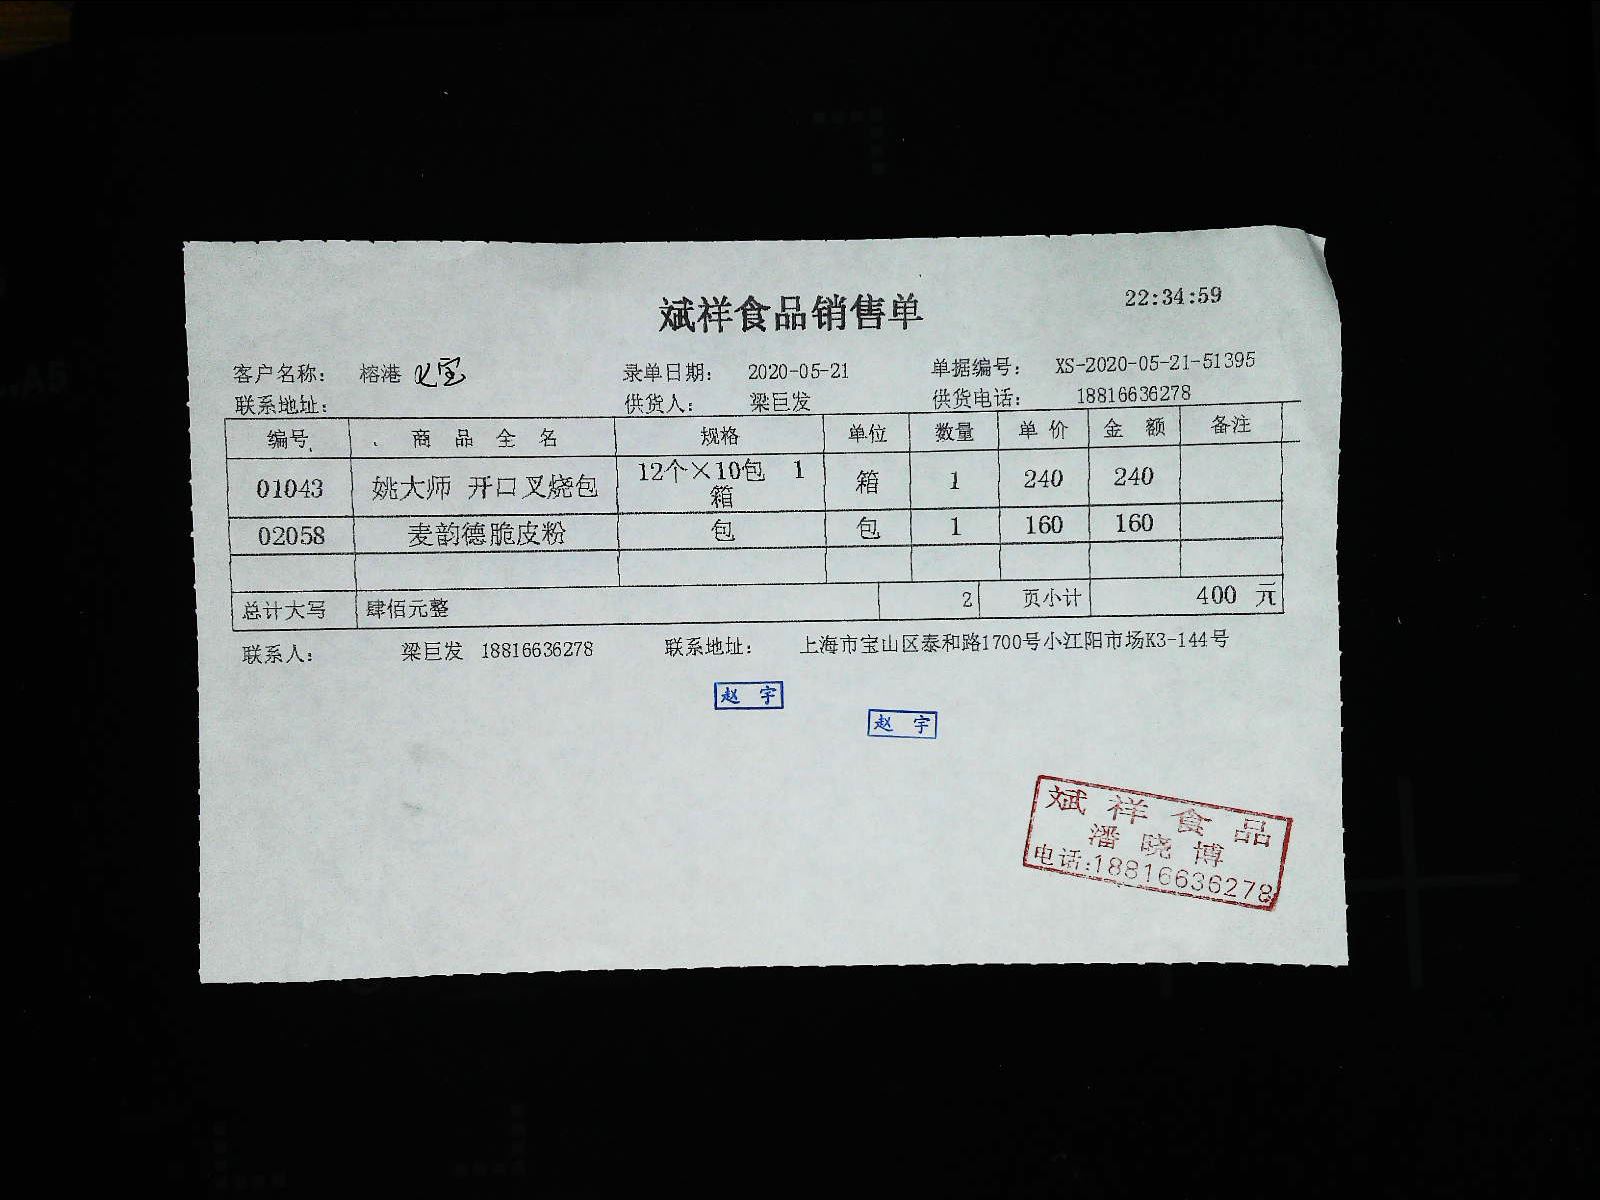 22:34:59
斌祥食品销售单
客户名称： 榕港 七宝 录单日期： 2020-05-21 单据编号： XS-2020-05-21-51395
联系地址： 供货人： 梁巨发 供货电话： 18816636278
编号 商 品 全 名 规格 单位 数量 单 价 金 额 备注
01043 姚大师 开口叉烧包 12个×10包 1箱 箱 1 240 240
02058 麦韵德脆皮粉 包 包 1 160 160
总计大写 肆佰元整 2 页小计 400 元
联系人： 梁巨发 18816636278 联系地址： 上海市宝山区泰和路1700号小江阳市场K3-144号
赵 宇
赵 宇
斌 祥 食 品
潘 晓 博
电话:18816636278